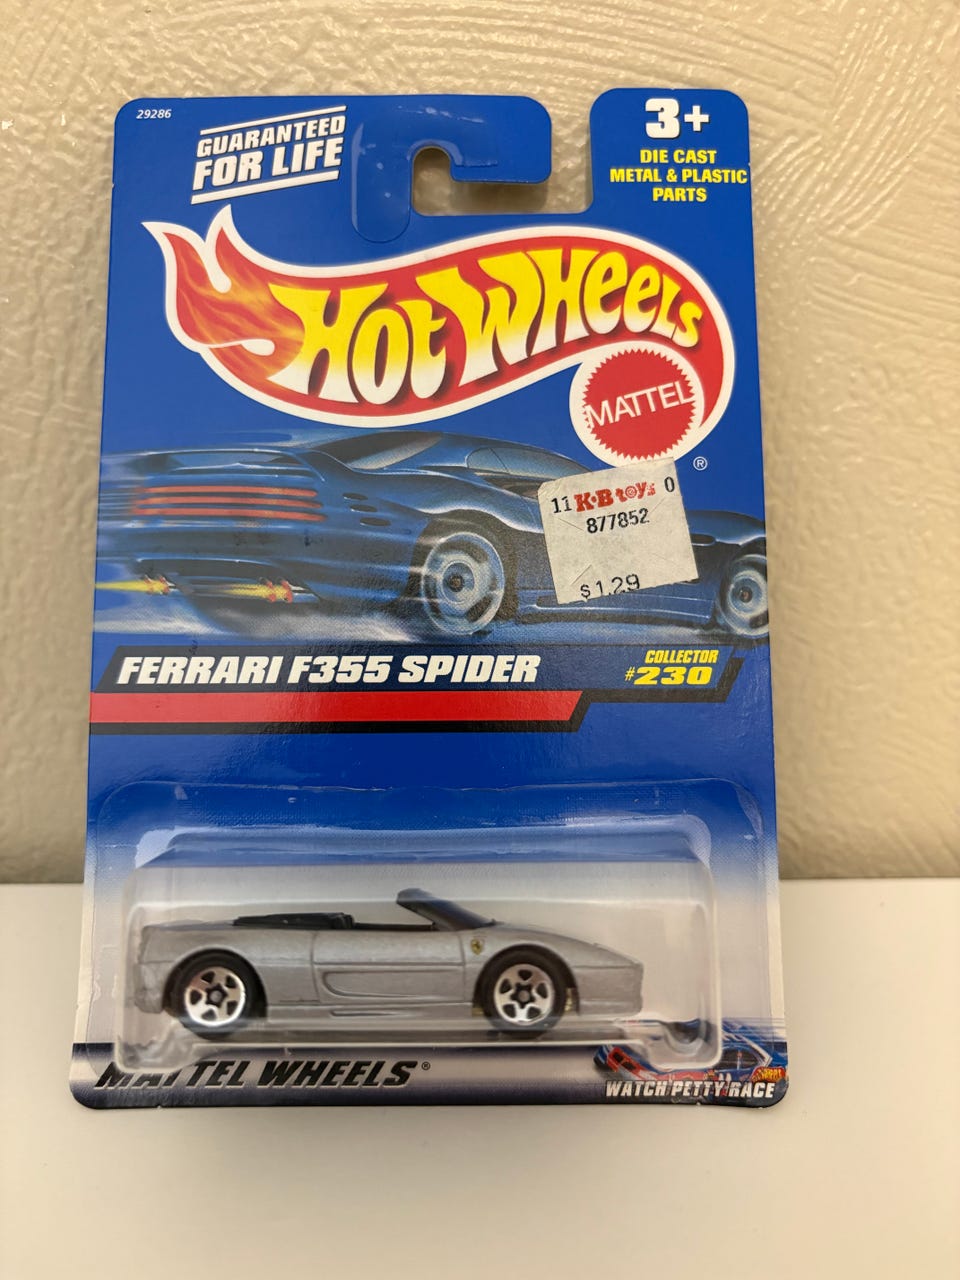 29286
GUARANTEED
FOR LIFE
3+
DIE CAST
METAL & PLASTIC
PARTS
HOT WHEELS
MATTEL
®
11 K·B toys 0
877852
$1.29
FERRARI F355 SPIDER
COLLECTOR
#230
MATTEL WHEELS®
WATCH PETTY RACE